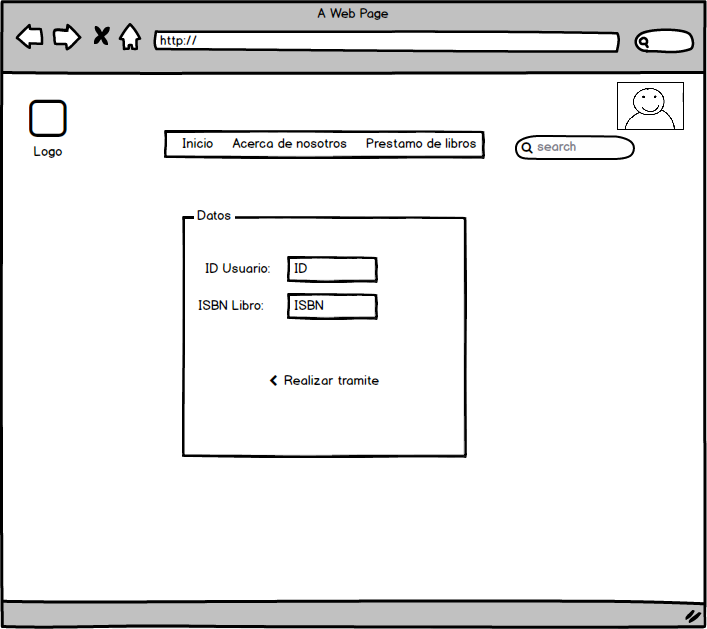 A Web Page
http://
Logo
Inicio Acerca de nosotros Prestamo de libros
search
Datos
ID Usuario: ID
ISBN Libro: ISBN
Realizar tramite